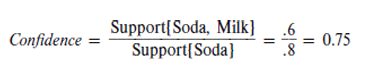 Confidence = Support{Soda, Milk} / Support{Soda} = .6 / .8 = 0.75